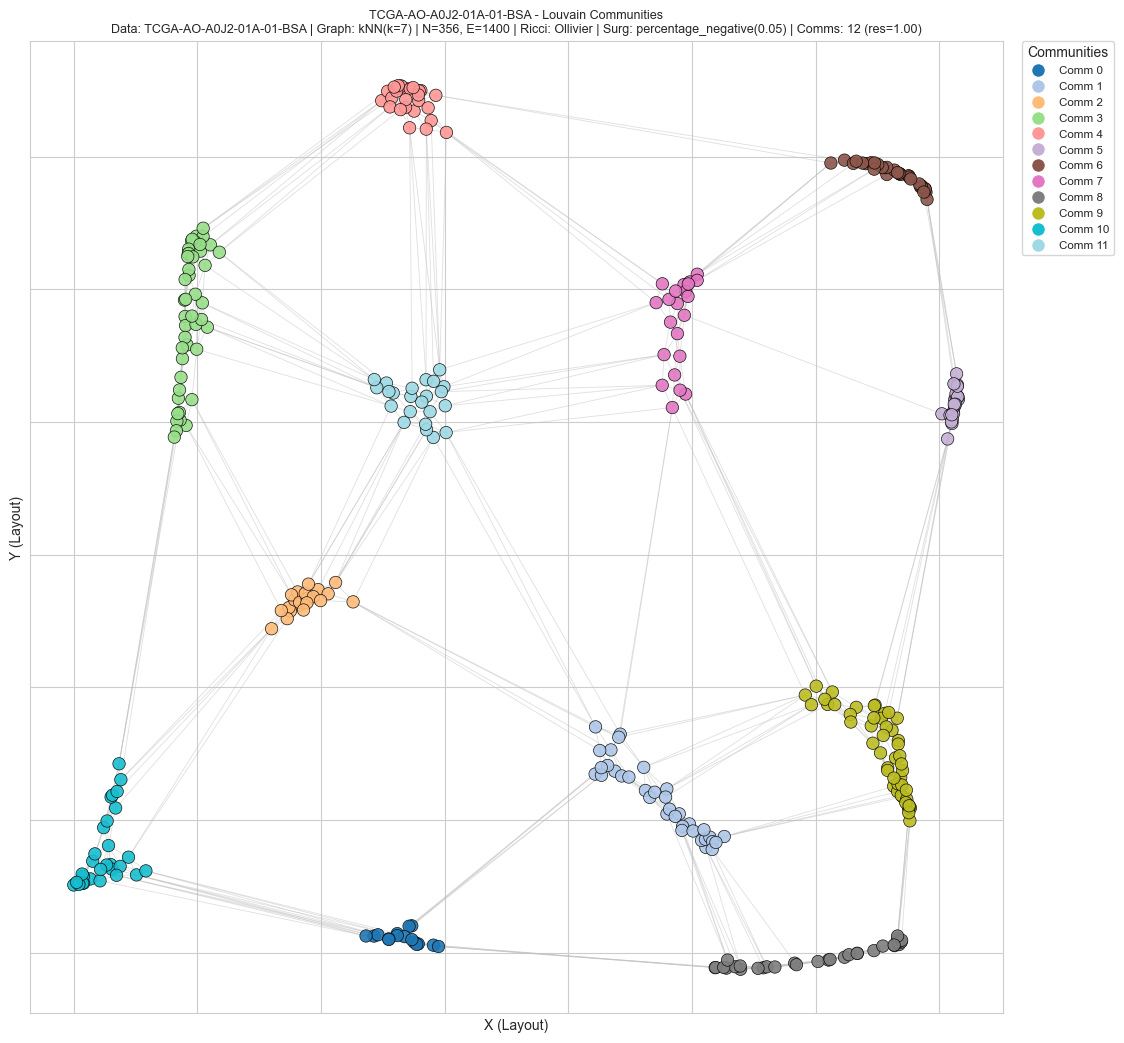 TCGA-AO-A0J2-01A-01-BSA - Louvain Communities
Data: TCGA-AO-A0J2-01A-01-BSA | Graph: kNN(k=7) | N=356, E=1400 | Ricci: Ollivier | Surg: percentage_negative(0.05) | Comms: 12 (res=1.00)
Communities
Comm 0
Comm 1
Comm 2
Comm 3
Comm 4
Comm 5
Comm 6
Comm 7
Comm 8
Comm 9
Comm 10
Comm 11
Y (Layout)
X (Layout)